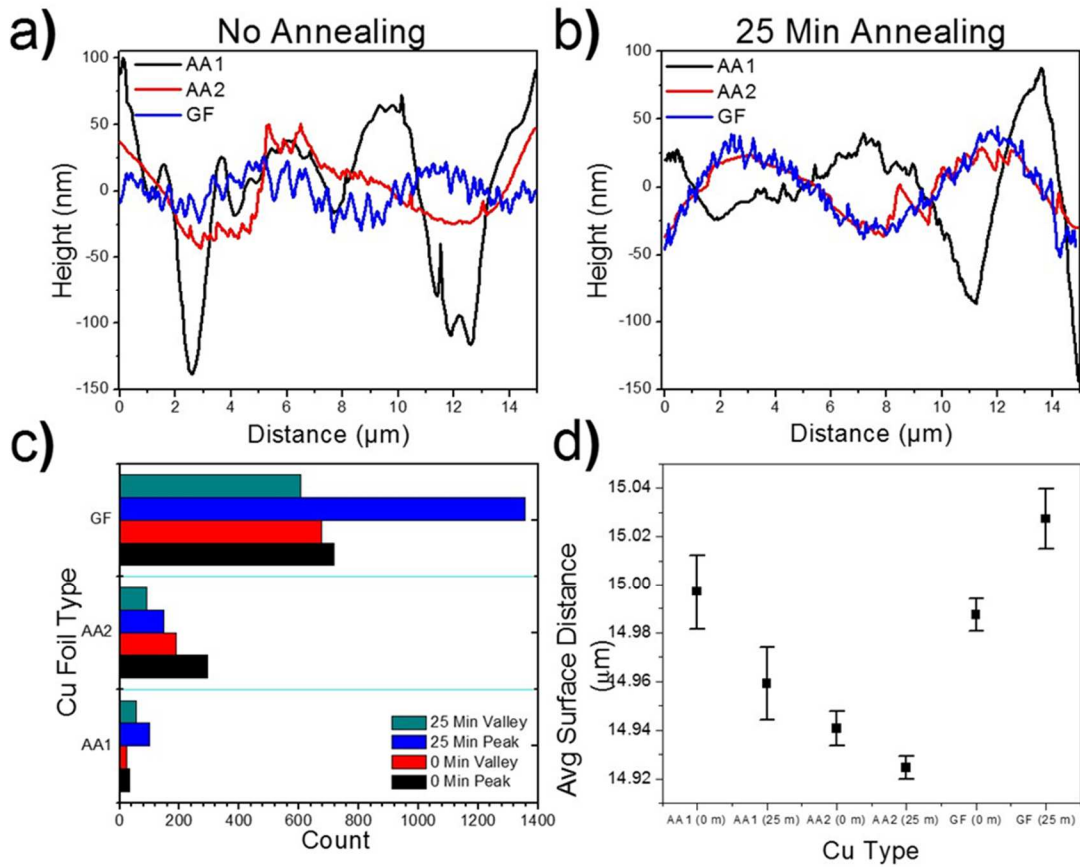 a)
No Annealing
AA1
AA2
GF
Height (nm)
100
50
0
-50
-100
-150
0 2 4 6 8 10 12 14
Distance (µm)
b)
25 Min Annealing
AA1
AA2
GF
Height (nm)
100
50
0
-50
-100
-150
0 2 4 6 8 10 12 14
Distance (µm)
c)
Cu Foil Type
GF
AA2
AA1
25 Min Valley
25 Min Peak
0 Min Valley
0 Min Peak
0 200 400 600 800 1000 1200 1400
Count
d)
Avg Surface Distance
(µm)
15.04
15.02
15.00
14.98
14.96
14.94
14.92
AA1 (0 m) AA1 (25 m) AA2 (0 m) AA2 (25 m) GF (0 m) GF (25 m)
Cu Type